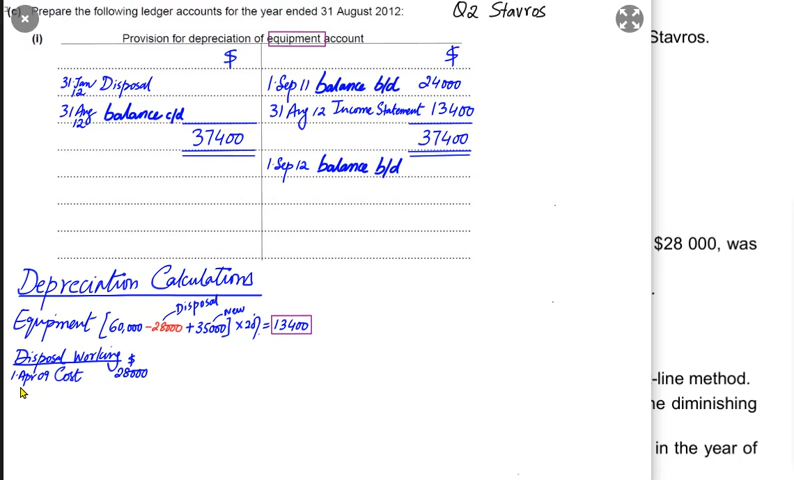 (c) Prepare the following ledger accounts for the year ended 31 August 2012:
Q2 Stavros
Stavros.
(i) Provision for depreciation of equipment account
$ $
31 Jan 12 Disposal
1 Sep 11 balance b/d 24000
31 Aug 12 balance c/d
31 Aug 12 Income Statement 13400
37400 37400
1 Sep 12 balance b/d
$28 000, was
Depreciation Calculations
Disposal New
Equipment [60,000 -28000 +35000] ×20% = 13400
Disposal Working $
1 Apr 09 Cost 28000
-line method.
ne diminishing
in the year of